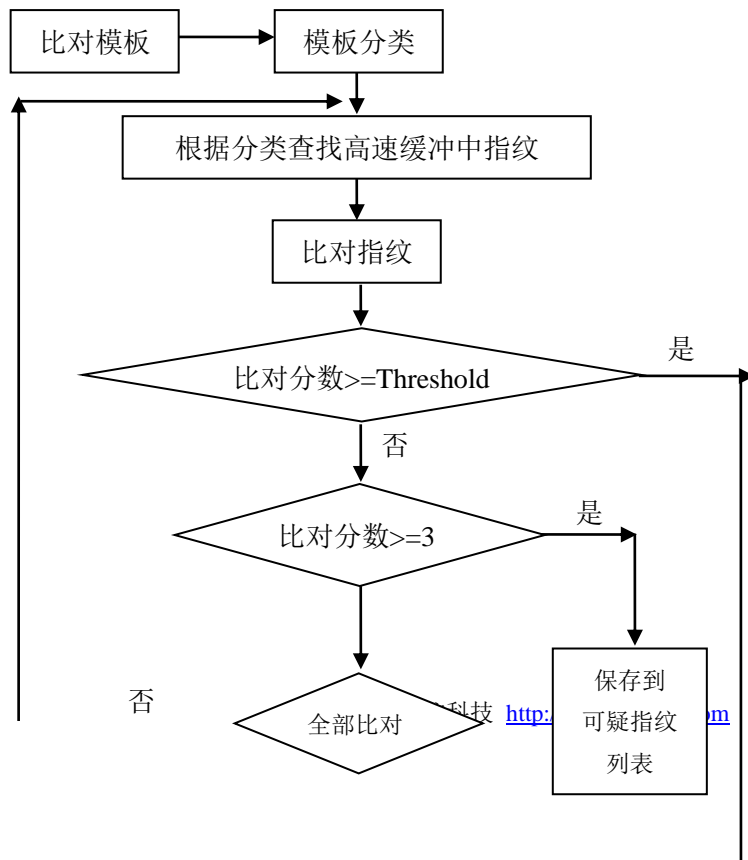 比对模板
模板分类
根据分类查找高速缓冲中指纹
比对指纹
比对分数>=Threshold
是
否
比对分数>=3
是
否
全部比对
科技 http:/
保存到
可疑指纹
列表